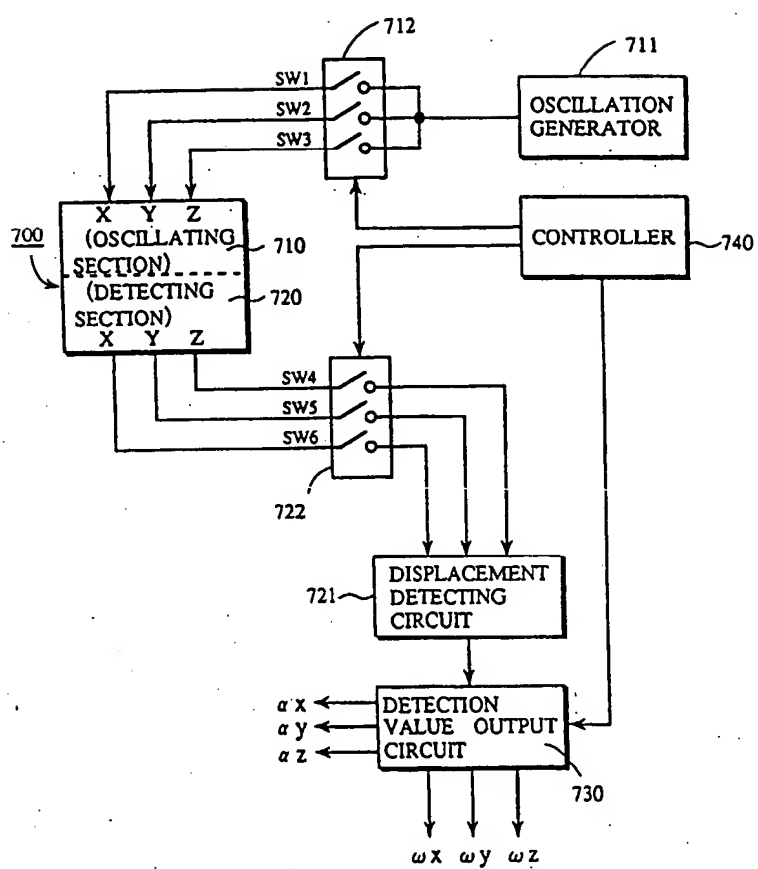 712
711
SW1
SW2
SW3
OSCILLATION
GENERATOR
X Y Z
(OSCILLATING
SECTION)
700
710
(DETECTING
SECTION)
720
X Y Z
CONTROLLER
740
SW4
SW5
SW6
722
721
DISPLACEMENT
DETECTING
CIRCUIT
α x
α y
α z
DETECTION
VALUE OUTPUT
CIRCUIT
730
ω x ω y ω z